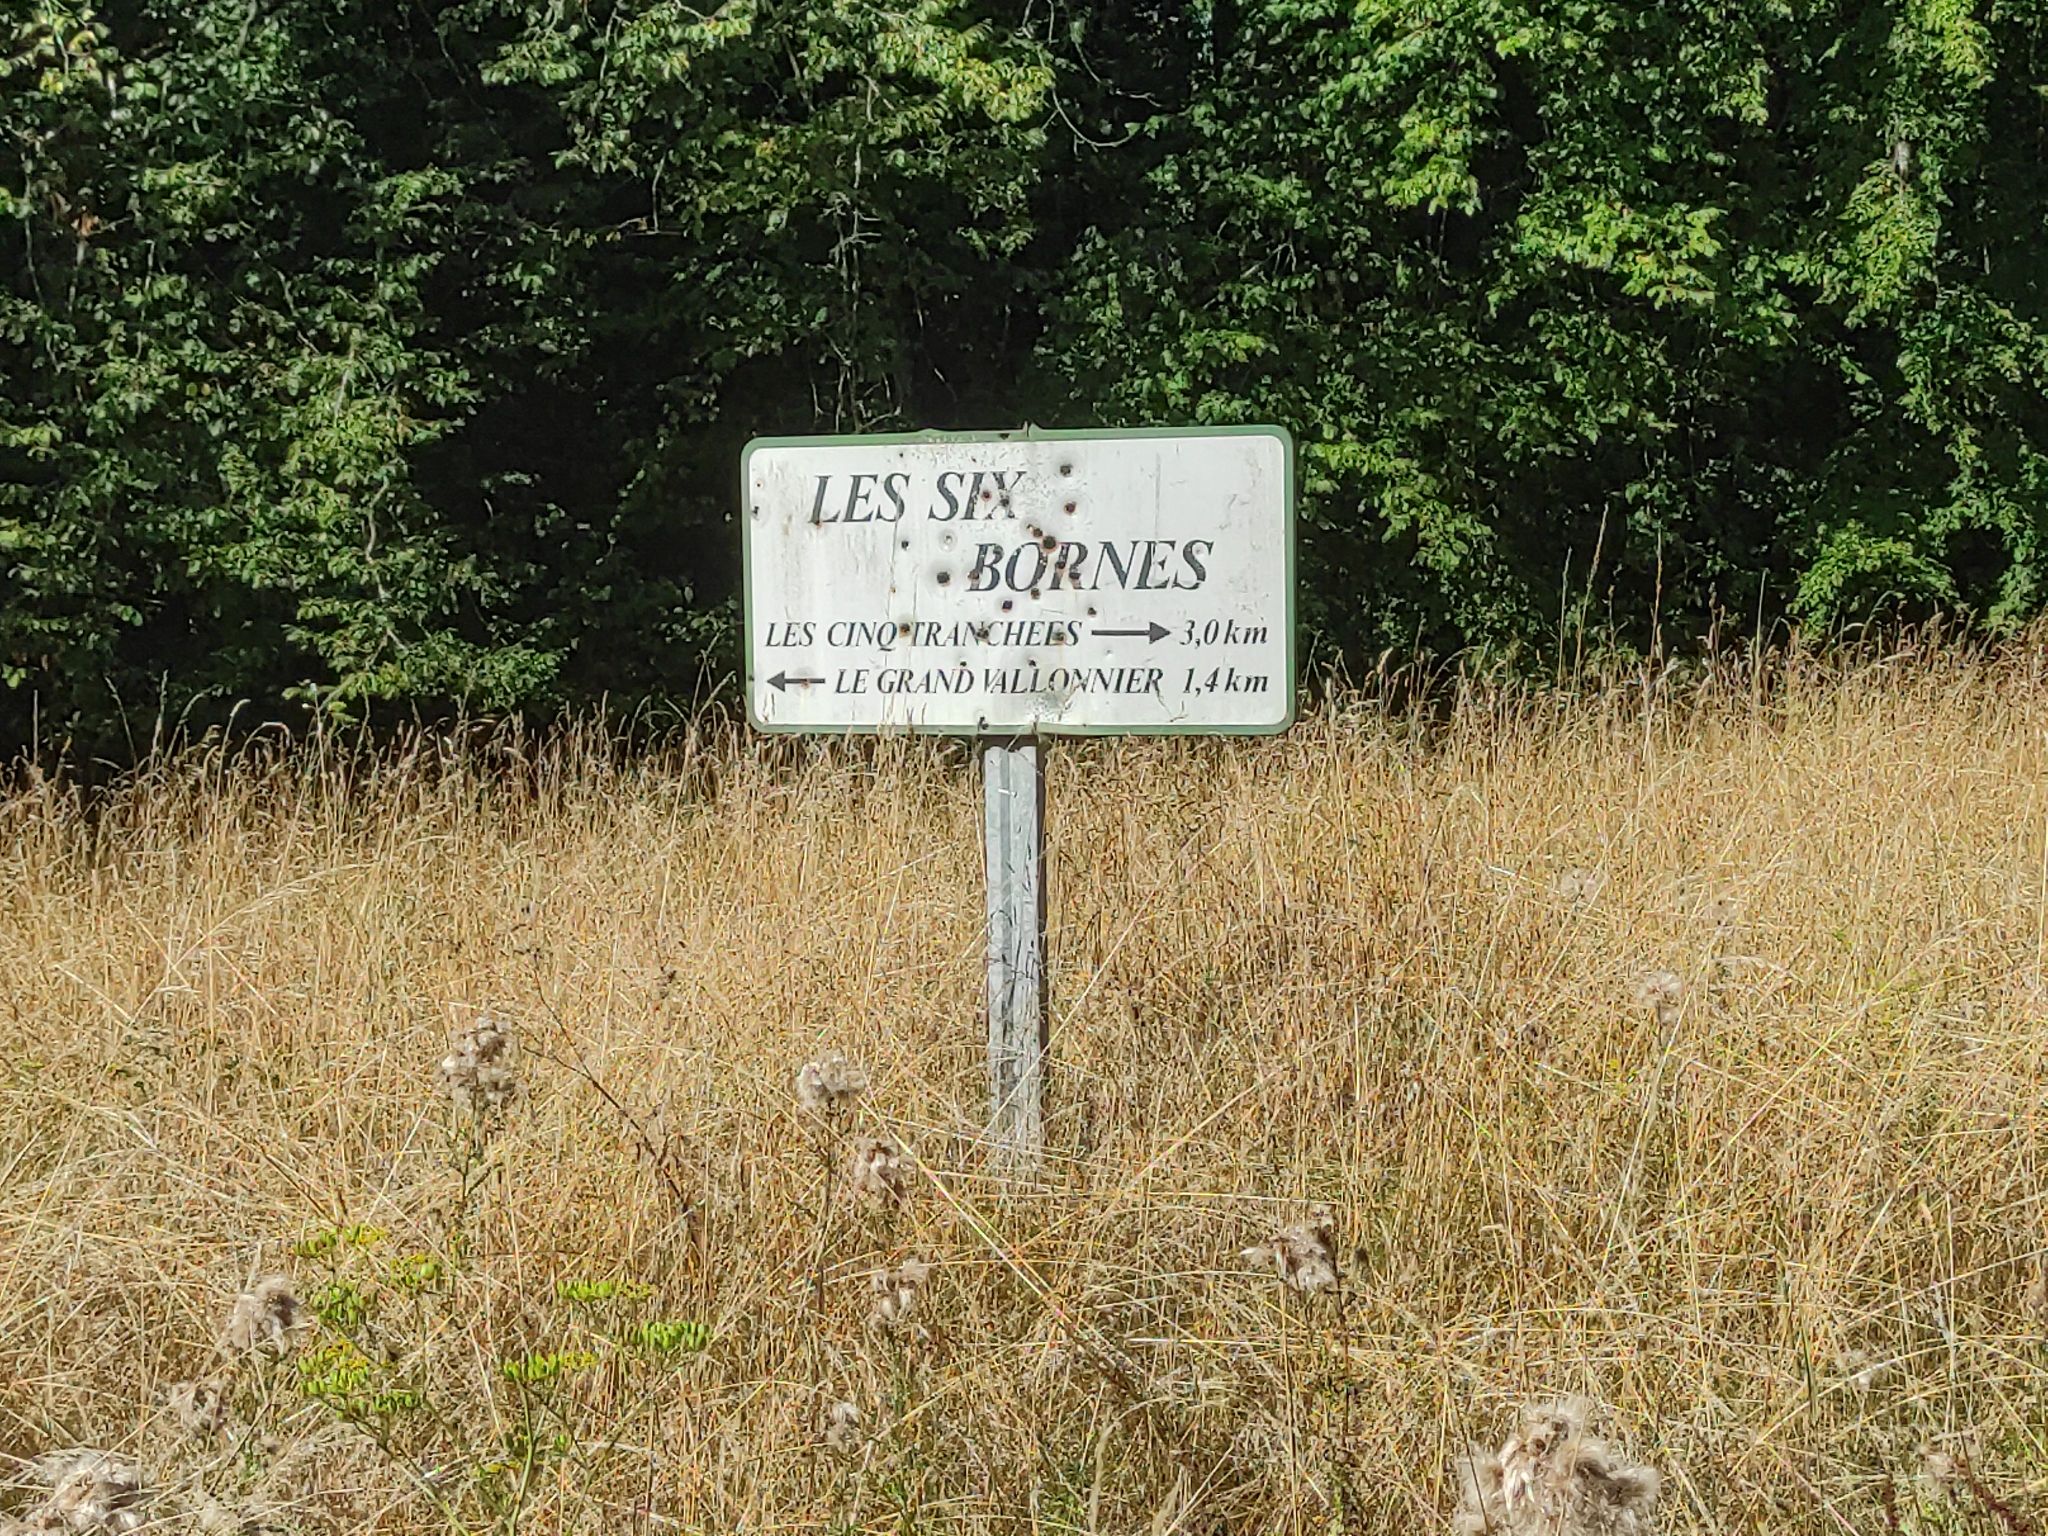 LES SIX
BORNES
LES CINQ TRANCHEES → 3,0 km
← LE GRAND VALLONNIER 1,4 km